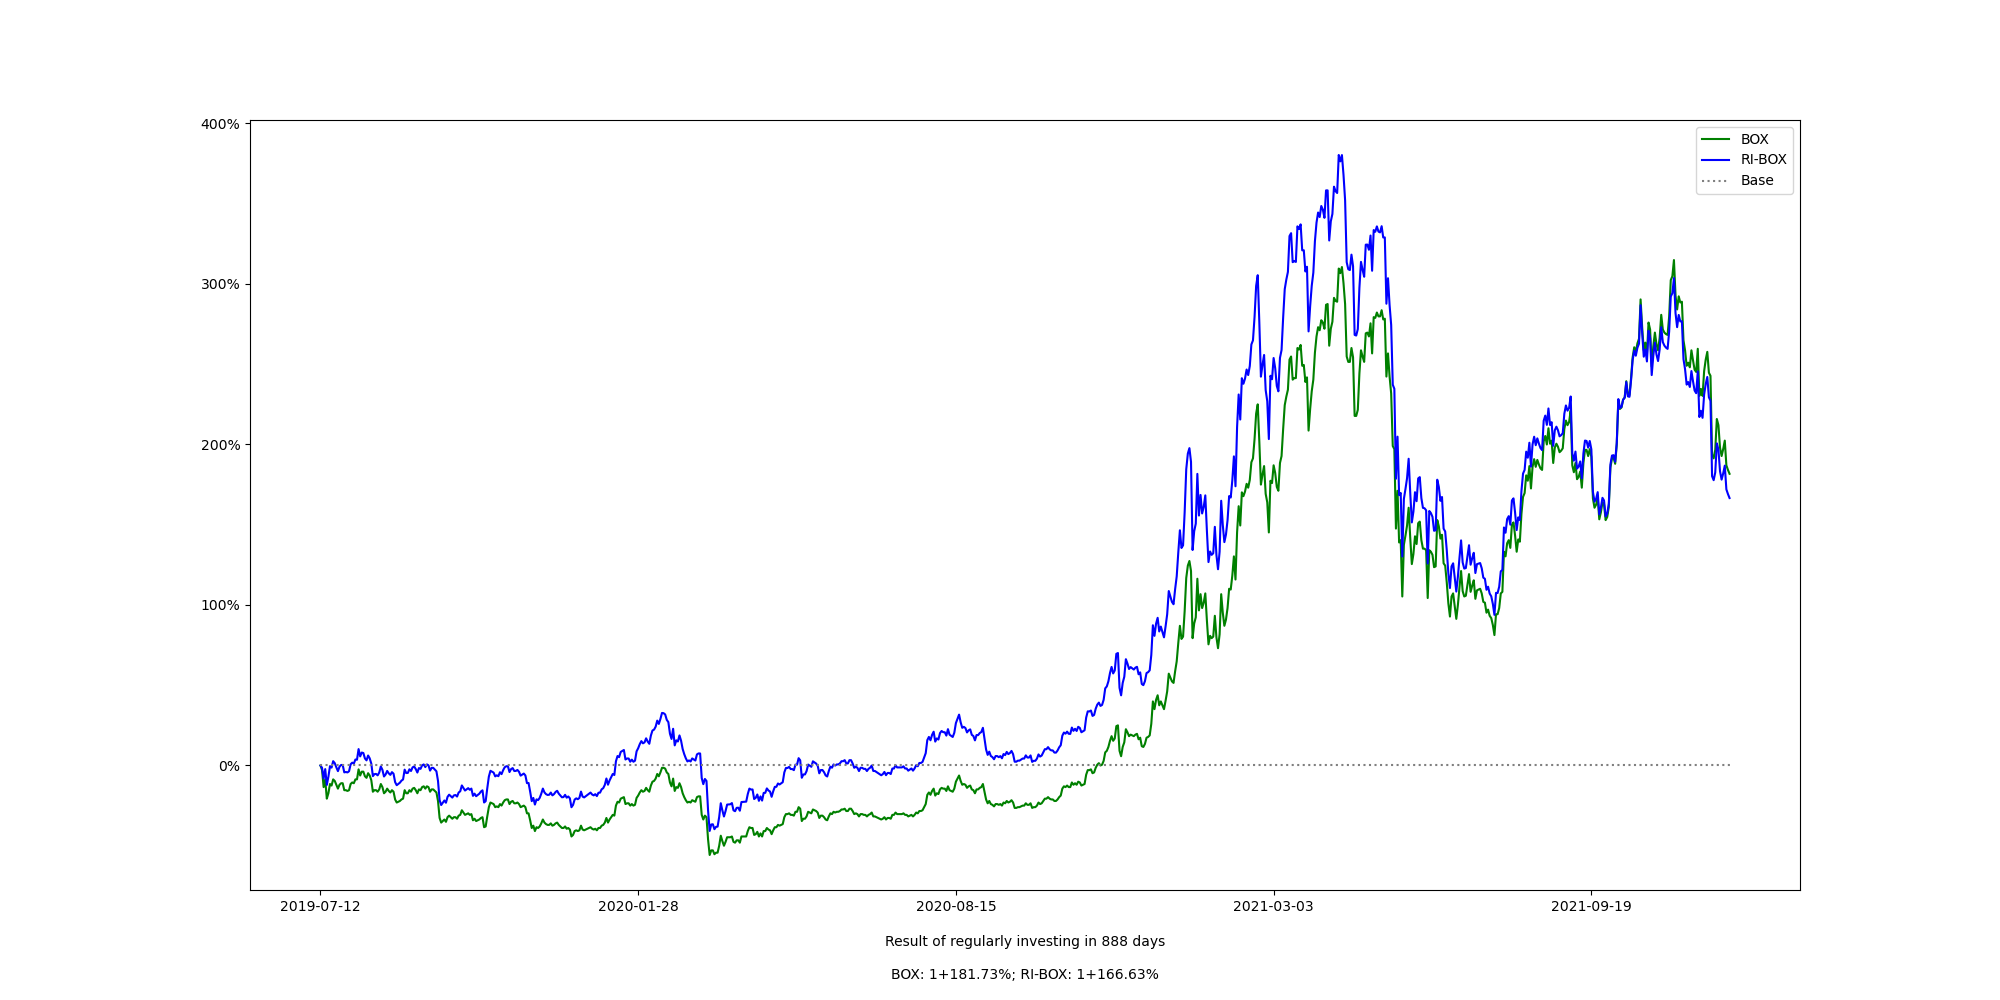 400%
300%
200%
100%
0%
BOX
RI-BOX
Base
2019-07-12 2020-01-28 2020-08-15 2021-03-03 2021-09-19
Result of regularly investing in 888 days
BOX: 1+181.73%; RI-BOX: 1+166.63%